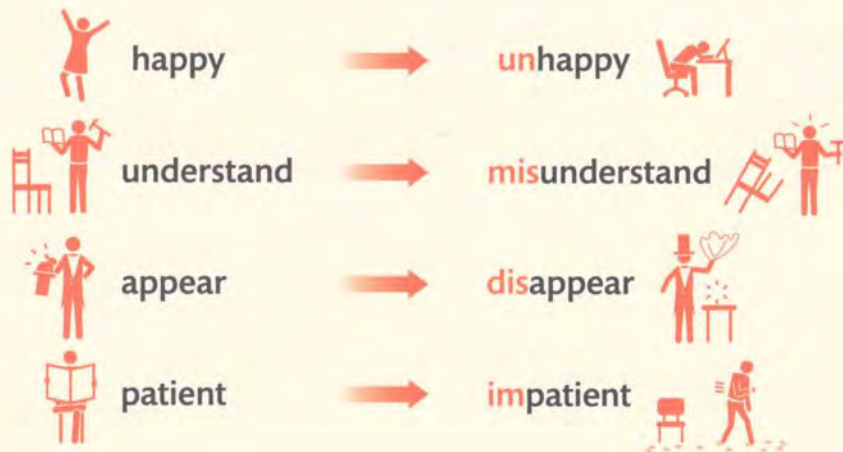 happy unhappy
understand misunderstand
appear disappear
patient impatient